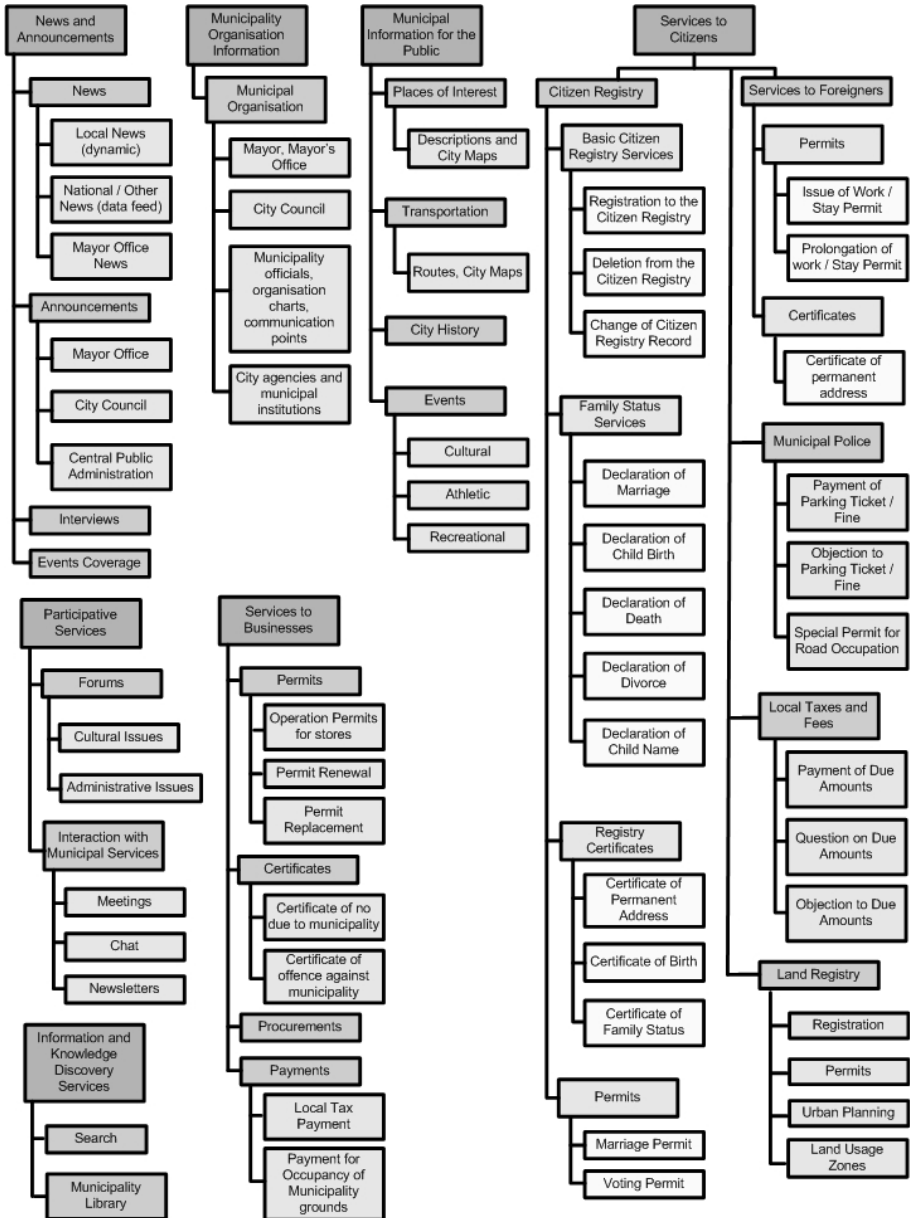 News and
Announcements
News
Local News
(dynamic)
National / Other
News (data feed)
Mayor Office
News
Announcements
Mayor Office
City Council
Central Public
Administration
Interviews
Events Coverage
Municipality
Organisation
Information
Municipal
Organisation
Mayor, Mayor's
Office
City Council
Municipality
officials,
organisation
charts,
communication
points
City agencies and
municipal
institutions
Municipal
Information for the
Public
Places of Interest
Descriptions and
City Maps
Transportation
Routes, City Maps
City History
Events
Cultural
Athletic
Recreational
Services to
Citizens
Citizen Registry
Basic Citizen
Registry Services
Registration to the
Citizen Registry
Deletion from the
Citizen Registry
Change of Citizen
Registry Record
Family Status
Services
Declaration of
Marriage
Declaration of
Child Birth
Declaration of
Death
Declaration of
Divorce
Declaration of
Child Name
Registry
Certificates
Certificate of
Permanent
Address
Certificate of Birth
Certificate of
Family Status
Permits
Marriage Permit
Voting Permit
Services to Foreigners
Permits
Issue of Work /
Stay Permit
Prolongation of
work / Stay Permit
Certificates
Certificate of
permanent
address
Municipal Police
Payment of
Parking Ticket /
Fine
Objection to
Parking Ticket /
Fine
Special Permit for
Road Occupation
Local Taxes and
Fees
Payment of Due
Amounts
Question on Due
Amounts
Objection to Due
Amounts
Land Registry
Registration
Permits
Urban Planning
Land Usage
Zones
Participative
Services
Forums
Cultural Issues
Administrative Issues
Interaction with
Municipal Services
Meetings
Chat
Newsletters
Information and
Knowledge
Discovery
Services
Search
Municipality
Library
Services to
Businesses
Permits
Operation Permits
for stores
Permit Renewal
Permit
Replacement
Certificates
Certificate of no
due to municipality
Certificate of
offence against
municipality
Procurements
Payments
Local Tax
Payment
Payment for
Occupancy of
Municipality
grounds